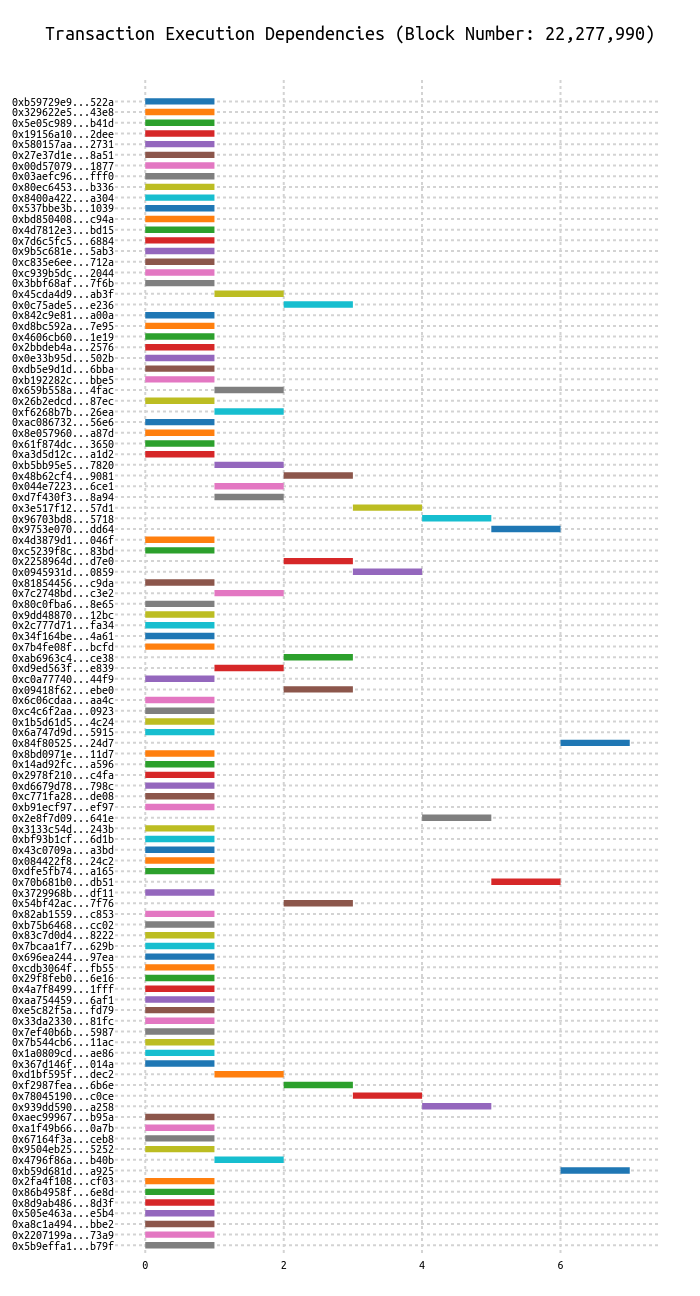 Transaction Execution Dependencies (Block Number: 22,277,990)
0xb59729e9...522a
0x329622e5...43e8
0x5e05c989...b41d
0x19156a10...2dee
0x580157aa...2731
0x27e37d1e...8a51
0x00d57079...1877
0x03aefc96...fff0
0x80ec6453...b336
0x8400a422...a304
0x537bbe3b...1039
0xbd850408...c94a
0x4d7812e3...bd15
0x7d6c5fc5...6884
0x9b5c681e...5ab3
0xc835e6ee...712a
0xc939b5dc...2044
0x3bbf68af...7f6b
0x45cda4d9...ab3f
0x0c75ade5...e236
0x842c9e81...a00a
0xd8bc592a...7e95
0x4606cb60...1e19
0x2bbdeb4a...2576
0x0e33b95d...502b
0xdb5e9d1d...6bba
0xb192282c...bbe5
0x659b558a...4fac
0x26b2edcd...87ec
0xf6268b7b...26ea
0xac086732...56e6
0x8e057960...a87d
0x61f874dc...3650
0xa3d5d12c...a1d2
0xb5bb95e5...7820
0x48b62cf4...9081
0x044e7223...6ce1
0xd7f430f3...8a94
0x3e517f12...57d1
0x96703bd8...5718
0x9753e070...dd64
0x4d3879d1...046f
0xc5239f8c...83bd
0x2258964d...d7e0
0x0945931d...0859
0x81854456...c9da
0x7c2748bd...c3e2
0x80c0fba6...8e65
0x9dd48870...12bc
0x2c777d71...fa34
0x34f164be...4a61
0x7b4fe08f...bcfd
0xab6963c4...ce38
0xd9ed563f...e839
0xc0a77740...44f9
0x09418f62...ebe0
0x6c06cdaa...aa4c
0xc4c6f2aa...0923
0x1b5d61d5...4c24
0x6a747d9d...5915
0x84f80525...24d7
0x8bd0971e...11d7
0x14ad92fc...a596
0x2978f210...c4fa
0xd6679d78...798c
0xc771fa28...de08
0xb91ecf97...ef97
0x2e8f7d09...641e
0x3133c54d...243b
0xbf93b1cf...6d1b
0x43c0709a...a3bd
0x084422f8...24c2
0xdfe5fb74...a165
0x70b681b0...db51
0x3729968b...df11
0x54bf42ac...7f76
0x82ab1559...c853
0xb75b6468...cc02
0x83c7d0d4...8222
0x7bcaa1f7...629b
0x696ea244...97ea
0xcdb3064f...fb55
0x29f8feb0...6e16
0x4a7f8499...1fff
0xaa754459...6af1
0xe5c82f5a...fd79
0x33da2330...81fc
0x7ef40b6b...5987
0x7b544cb6...11ac
0x1a0809cd...ae86
0x367d146f...014a
0xd1bf595f...dec2
0xf2987fea...6b6e
0x78045190...c0ce
0x939dd590...a258
0xaec99967...b95a
0xa1f49b66...0a7b
0x67164f3a...ceb8
0x9504eb25...5252
0x4796f86a...b40b
0xb59d681d...a925
0x2fa4f108...cf03
0x86b4958f...6e8d
0x8d9ab486...8d3f
0x505e463a...e5b4
0xa8c1a494...bbe2
0x2207199a...73a9
0x5b9effa1...b79f
0 2 4 6